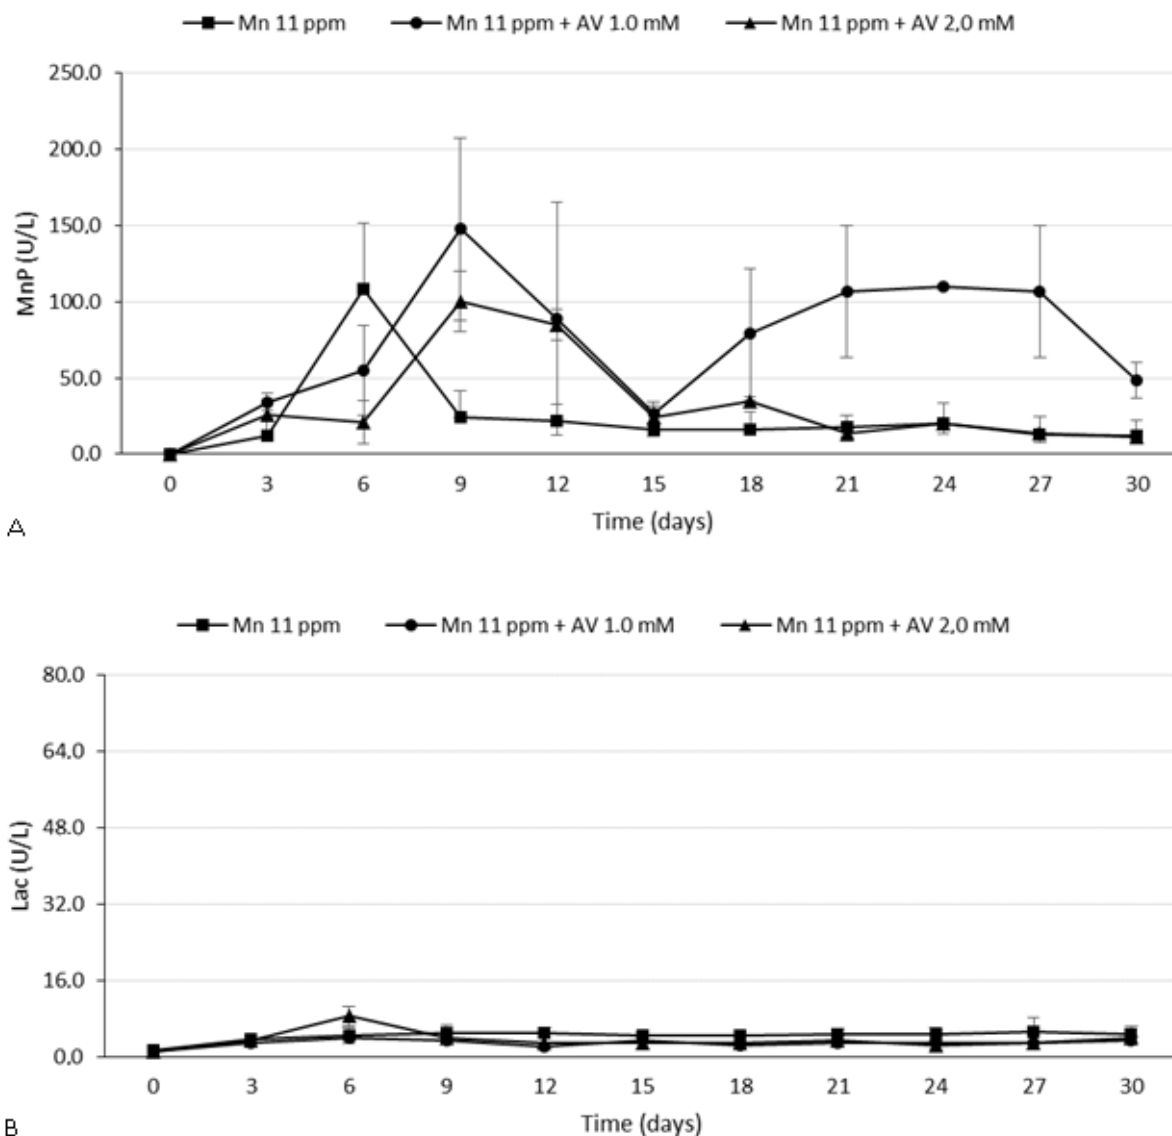 Mn 11 ppm Mn 11 ppm + AV 1.0 mM Mn 11 ppm + AV 2,0 mM
250.0
200.0
150.0
100.0
50.0
0.0
MnP (U/L)
0 3 6 9 12 15 18 21 24 27 30
Time (days)
A
Mn 11 ppm Mn 11 ppm + AV 1.0 mM Mn 11 ppm + AV 2,0 mM
80.0
64.0
48.0
32.0
16.0
0.0
Lac (U/L)
0 3 6 9 12 15 18 21 24 27 30
Time (days)
B